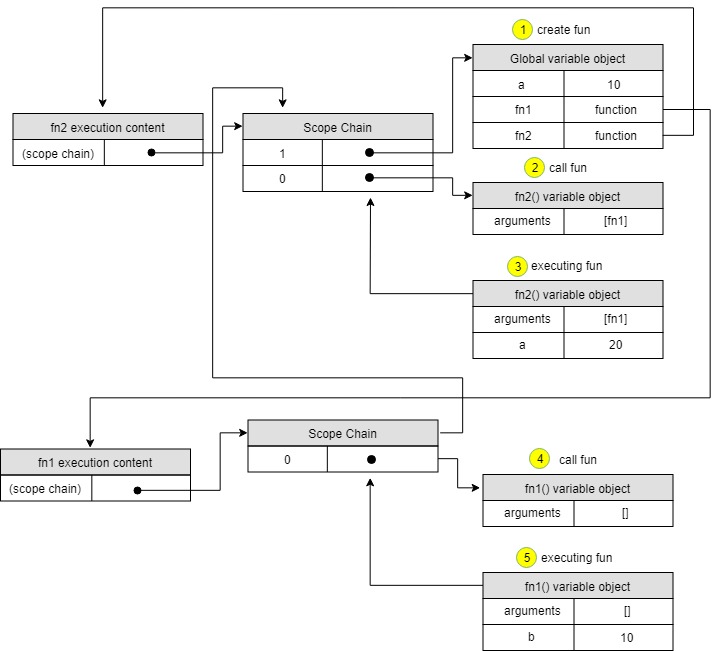 1 create fun
Global variable object
a 10
fn1 function
fn2 function
fn2 execution content
(scope chain)
Scope Chain
1
0
2 call fun
fn2() variable object
arguments [fn1]
3 executing fun
fn2() variable object
arguments [fn1]
a 20
fn1 execution content
(scope chain)
Scope Chain
0
4 call fun
fn1() variable object
arguments []
5 executing fun
fn1() variable object
arguments []
b 10